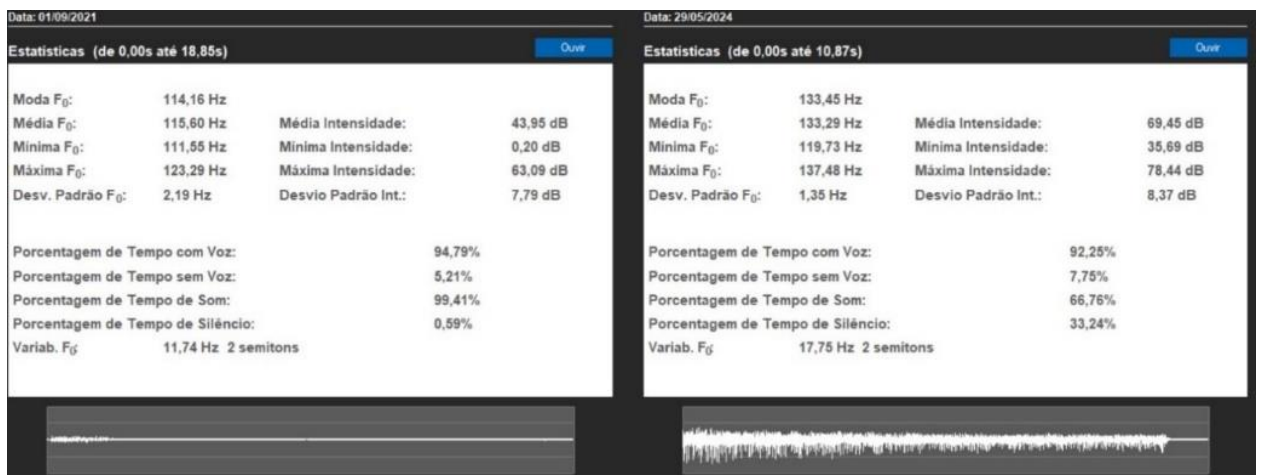 Data: 01/09/2021
Estatisticas (de 0,00s até 18,85s)
Ouvir
Moda F₀: 114,16 Hz
Média F₀: 115,60 Hz Média Intensidade: 43,95 dB
Mínima F₀: 111,55 Hz Mínima Intensidade: 0,20 dB
Máxima F₀: 123,29 Hz Máxima Intensidade: 63,09 dB
Desv. Padrão F₀: 2,19 Hz Desvio Padrão Int.: 7,79 dB
Porcentagem de Tempo com Voz: 94,79%
Porcentagem de Tempo sem Voz: 5,21%
Porcentagem de Tempo de Som: 99,41%
Porcentagem de Tempo de Silêncio: 0,59%
Variab. F₀: 11,74 Hz 2 semitons
Data: 29/05/2024
Estatisticas (de 0,00s até 10,87s)
Ouvir
Moda F₀: 133,45 Hz
Média F₀: 133,29 Hz Média Intensidade: 69,45 dB
Mínima F₀: 119,73 Hz Mínima Intensidade: 35,69 dB
Máxima F₀: 137,48 Hz Máxima Intensidade: 78,44 dB
Desv. Padrão F₀: 1,35 Hz Desvio Padrão Int.: 8,37 dB
Porcentagem de Tempo com Voz: 92,25%
Porcentagem de Tempo sem Voz: 7,75%
Porcentagem de Tempo de Som: 66,76%
Porcentagem de Tempo de Silêncio: 33,24%
Variab. F₀: 17,75 Hz 2 semitons